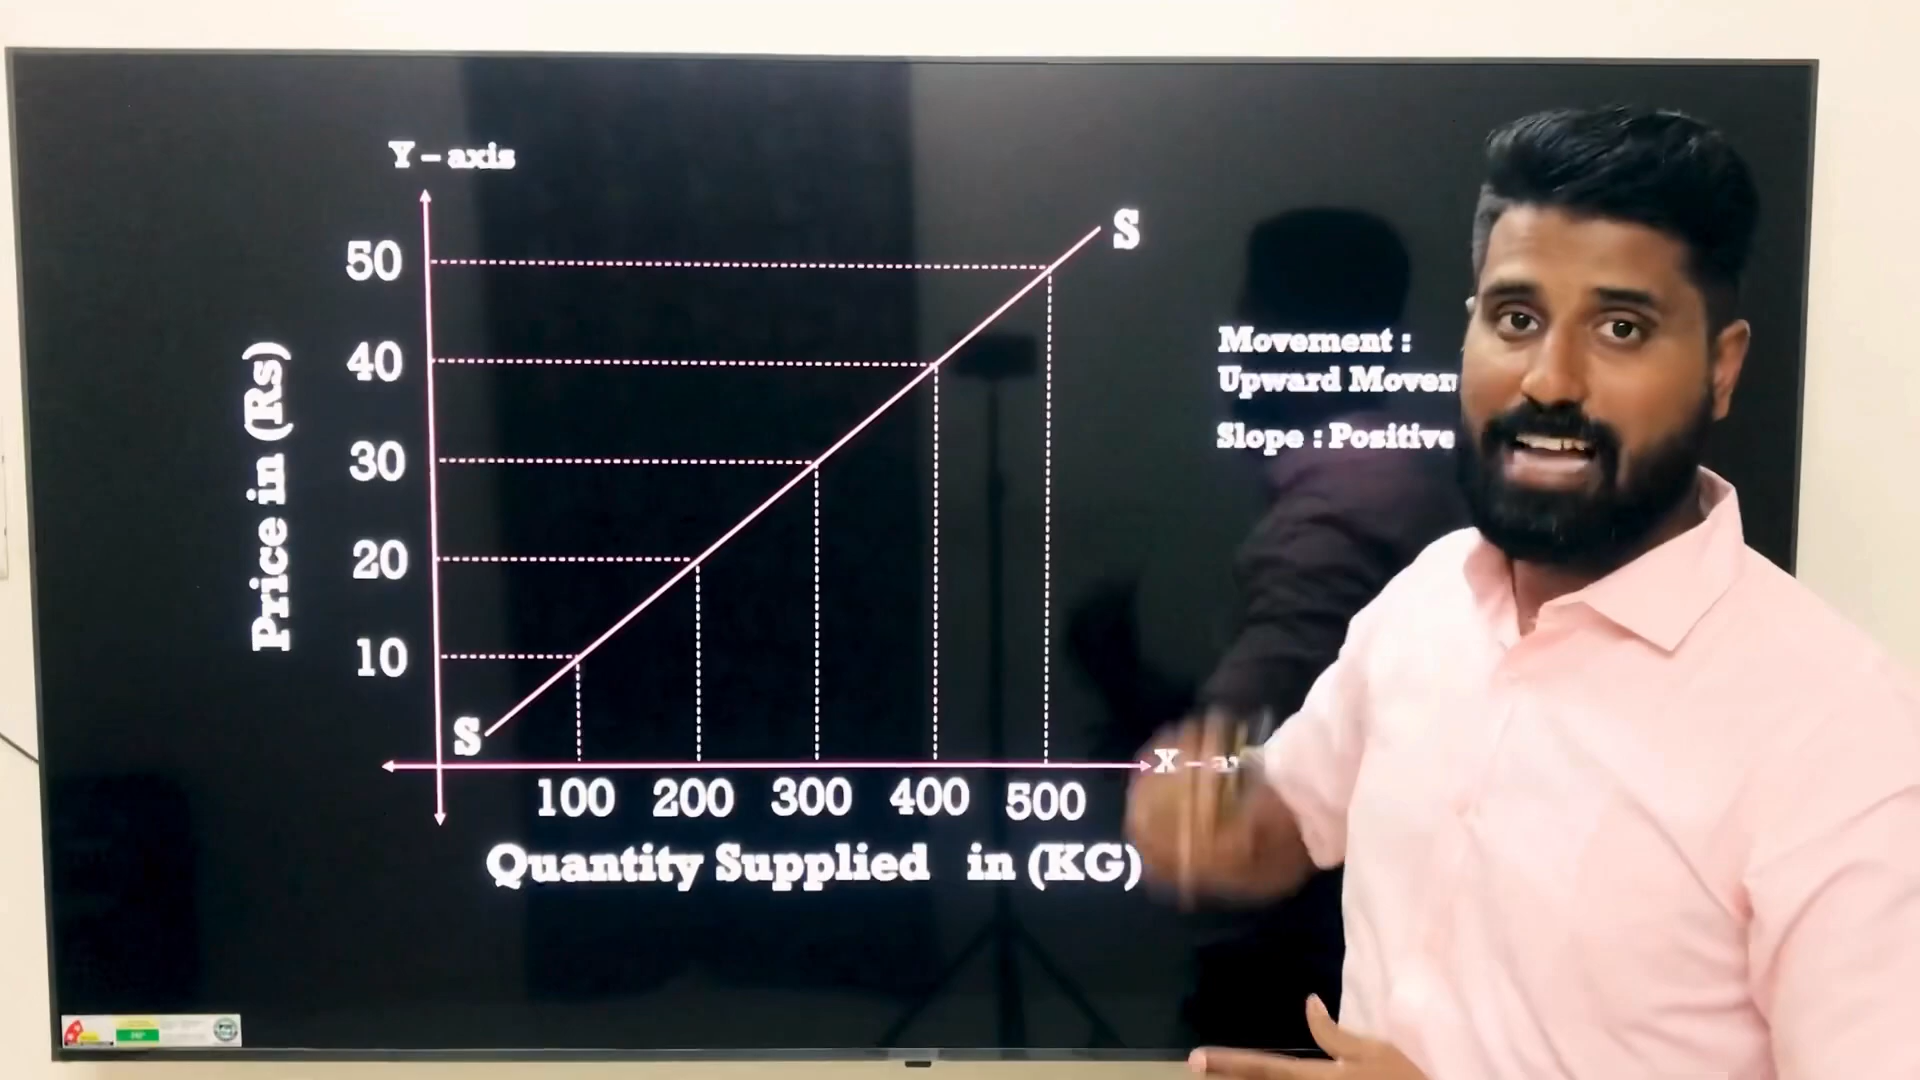 Y – axis
S
50
40
30
20
10
Price in (Rs)
Movement :
Upward
Slope : Positive
S
X –
100 200 300 400 500
Quantity Supplied in (KG)